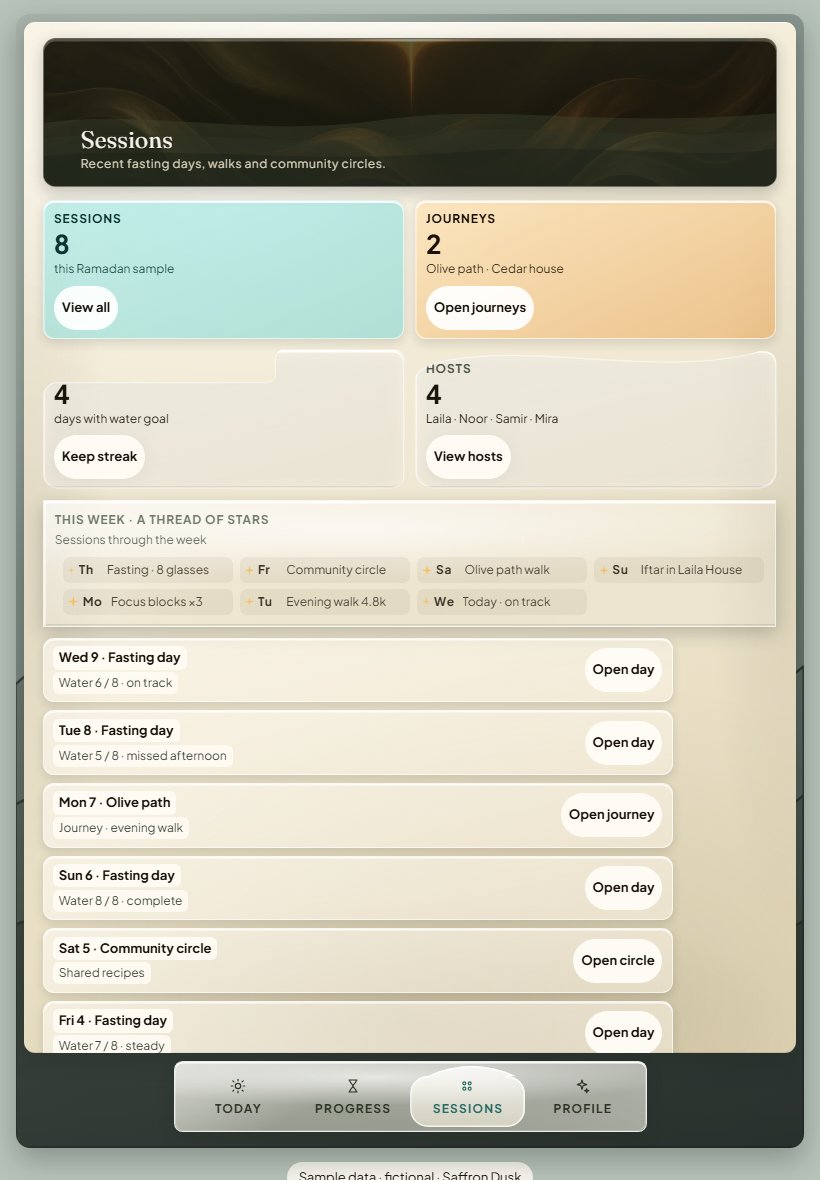 Sessions
Recent fasting days, walks and community circles.
SESSIONS
8
this Ramadan sample
View all
JOURNEYS
2
Olive path · Cedar house
Open journeys
4
days with water goal
Keep streak
HOSTS
4
Laila · Noor · Samir · Mira
View hosts
THIS WEEK · A THREAD OF STARS
Sessions through the week
Th Fasting · 8 glasses
Fr Community circle
Sa Olive path walk
Su Iftar in Laila House
Mo Focus blocks ×3
Tu Evening walk 4.8k
We Today · on track
Wed 9 · Fasting day
Water 6 / 8 · on track
Open day
Tue 8 · Fasting day
Water 5 / 8 · missed afternoon
Open day
Mon 7 · Olive path
Journey · evening walk
Open journey
Sun 6 · Fasting day
Water 8 / 8 · complete
Open day
Sat 5 · Community circle
Shared recipes
Open circle
Fri 4 · Fasting day
Water 7 / 8 · steady
Open day
TODAY
PROGRESS
SESSIONS
PROFILE
Sample data · fictional · Saffron Dusk